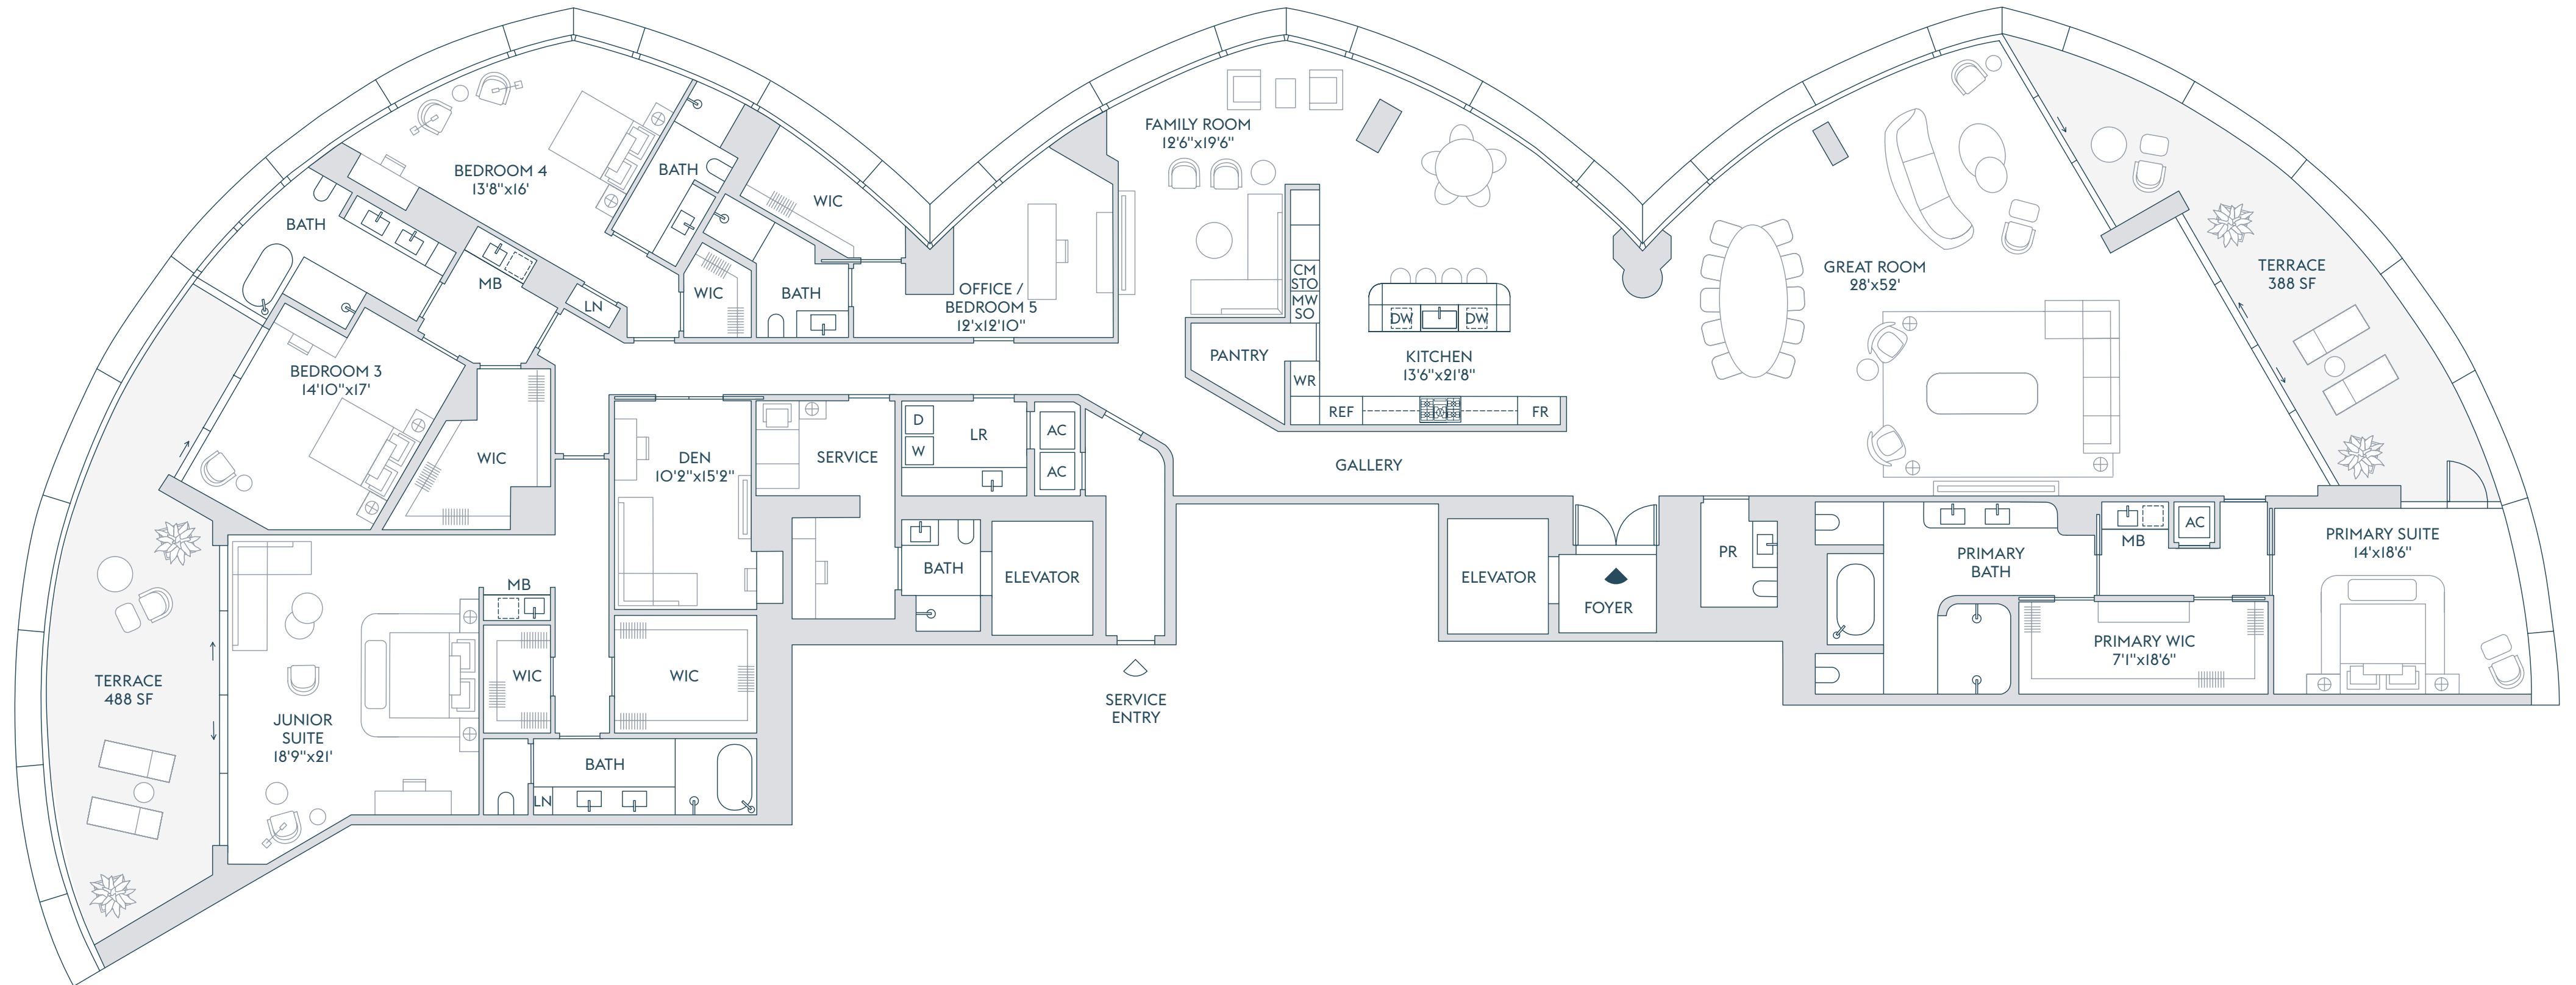 BEDROOM 4
13'8"x16'
BATH
BATH
WIC
MB
LN
WIC
BATH
OFFICE /
BEDROOM 5
12'x12'10"
BEDROOM 3
14'10"x17'
WIC
FAMILY ROOM
12'6"x19'6"
CM
STO
MW
SO
DW
DW
PANTRY
WR
KITCHEN
13'6"x21'8"
REF
FR
GALLERY
GREAT ROOM
28'x52'
TERRACE
388 SF
DEN
10'2"x15'2"
SERVICE
D
W
LR
AC
AC
BATH
ELEVATOR
ELEVATOR
FOYER
PR
PRIMARY
BATH
MB
AC
PRIMARY SUITE
14'x18'6"
PRIMARY WIC
7'1"x18'6"
TERRACE
488 SF
JUNIOR
SUITE
18'9"x21'
MB
WIC
WIC
BATH
LN
SERVICE
ENTRY